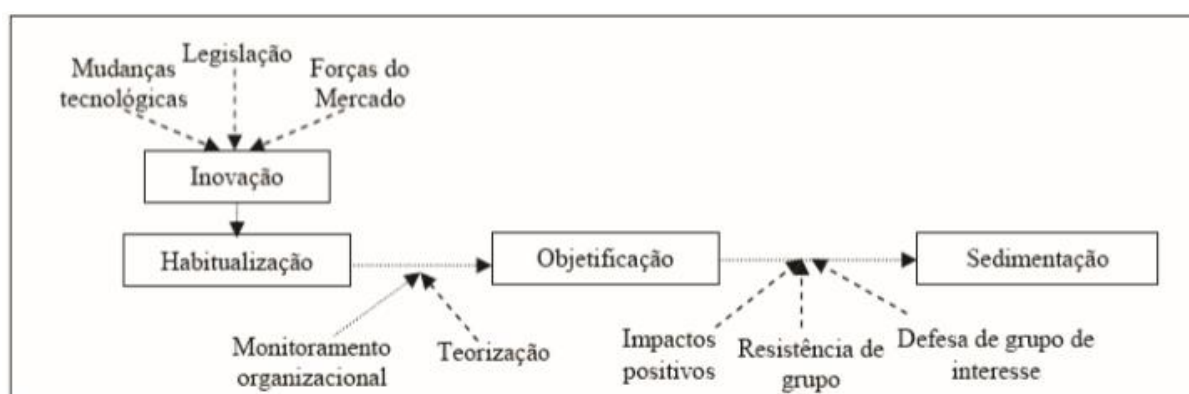 Legislação
Mudanças
tecnológicas
Forças do
Mercado
Inovação
Habitualização
Objetificação
Sedimentação
Monitoramento
organizacional
Teorização
Impactos
positivos
Resistência de
grupo
Defesa de grupo de
interesse